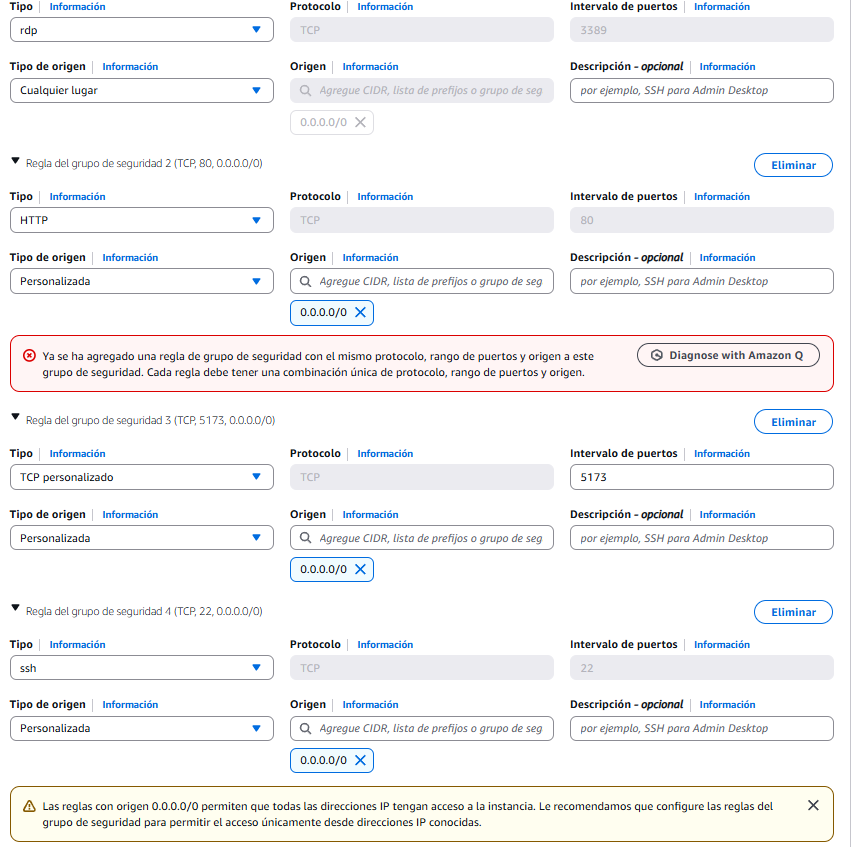 Tipo Información Protocolo Información Intervalo de puertos Información
rdp TCP 3389
Tipo de origen Información Origen Información Descripción - opcional Información
Cualquier lugar Agregue CIDR, lista de prefijos o grupo de seg por ejemplo, SSH para Admin Desktop
0.0.0.0/0
Regla del grupo de seguridad 2 (TCP, 80, 0.0.0.0/0) Eliminar
Tipo Información Protocolo Información Intervalo de puertos Información
HTTP TCP 80
Tipo de origen Información Origen Información Descripción - opcional Información
Personalizada Agregue CIDR, lista de prefijos o grupo de seg por ejemplo, SSH para Admin Desktop
0.0.0.0/0
Ya se ha agregado una regla de grupo de seguridad con el mismo protocolo, rango de puertos y origen a este Diagnose with Amazon Q
grupo de seguridad. Cada regla debe tener una combinación única de protocolo, rango de puertos y origen.
Regla del grupo de seguridad 3 (TCP, 5173, 0.0.0.0/0) Eliminar
Tipo Información Protocolo Información Intervalo de puertos Información
TCP personalizado TCP 5173
Tipo de origen Información Origen Información Descripción - opcional Información
Personalizada Agregue CIDR, lista de prefijos o grupo de seg por ejemplo, SSH para Admin Desktop
0.0.0.0/0
Regla del grupo de seguridad 4 (TCP, 22, 0.0.0.0/0) Eliminar
Tipo Información Protocolo Información Intervalo de puertos Información
ssh TCP 22
Tipo de origen Información Origen Información Descripción - opcional Información
Personalizada Agregue CIDR, lista de prefijos o grupo de seg por ejemplo, SSH para Admin Desktop
0.0.0.0/0
Las reglas con origen 0.0.0.0/0 permiten que todas las direcciones IP tengan acceso a la instancia. Le recomendamos que configure las reglas del
grupo de seguridad para permitir el acceso únicamente desde direcciones IP conocidas.